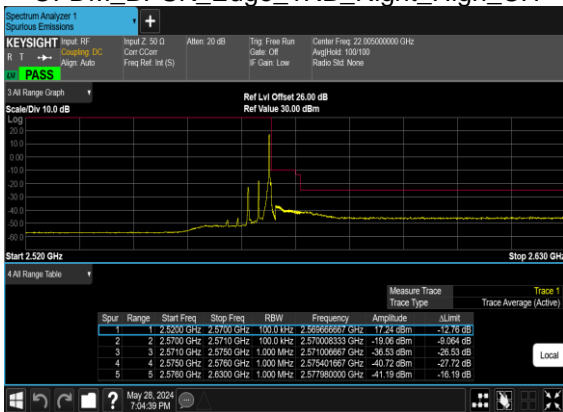 Spectrum Analyzer 1
Spurious Emissions
KEYSIGHT Input: RF Input Z: 50 Ω Atten: 20 dB Trig: Free Run Center Freq: 22.005000000 GHz
R T Coupling: DC Corr CCorr Gate: Off Avg|Hold: 100/100
Align: Auto Freq Ref: Int (S) IF Gain: Low Radio Std: None
PASS
3 All Range Graph
Ref Lvl Offset 26.00 dB
Scale/Div 10.0 dB Ref Value 30.00 dBm
Log
20.0
10.0
0.00
-10.0
-20.0
-30.0
-40.0
-50.0
-60.0
Start 2.520 GHz Stop 2.630 GHz
4 All Range Table
Measure Trace Trace 1
Trace Type Trace Average (Active)
Spur Range Start Freq Stop Freq RBW Frequency Amplitude ΔLimit
1 1 2.5200 GHz 2.5700 GHz 100.0 kHz 2.569666667 GHz 17.24 dBm -12.76 dB
2 2 2.5700 GHz 2.5710 GHz 100.0 kHz 2.570008333 GHz -19.06 dBm -9.064 dB
3 3 2.5710 GHz 2.5750 GHz 1.000 MHz 2.571006667 GHz -36.53 dBm -26.53 dB
4 4 2.5750 GHz 2.5760 GHz 1.000 MHz 2.575401667 GHz -40.72 dBm -27.72 dB
5 5 2.5760 GHz 2.6300 GHz 1.000 MHz 2.577980000 GHz -41.19 dBm -16.19 dB
Local
May 28, 2024
7:04:39 PM